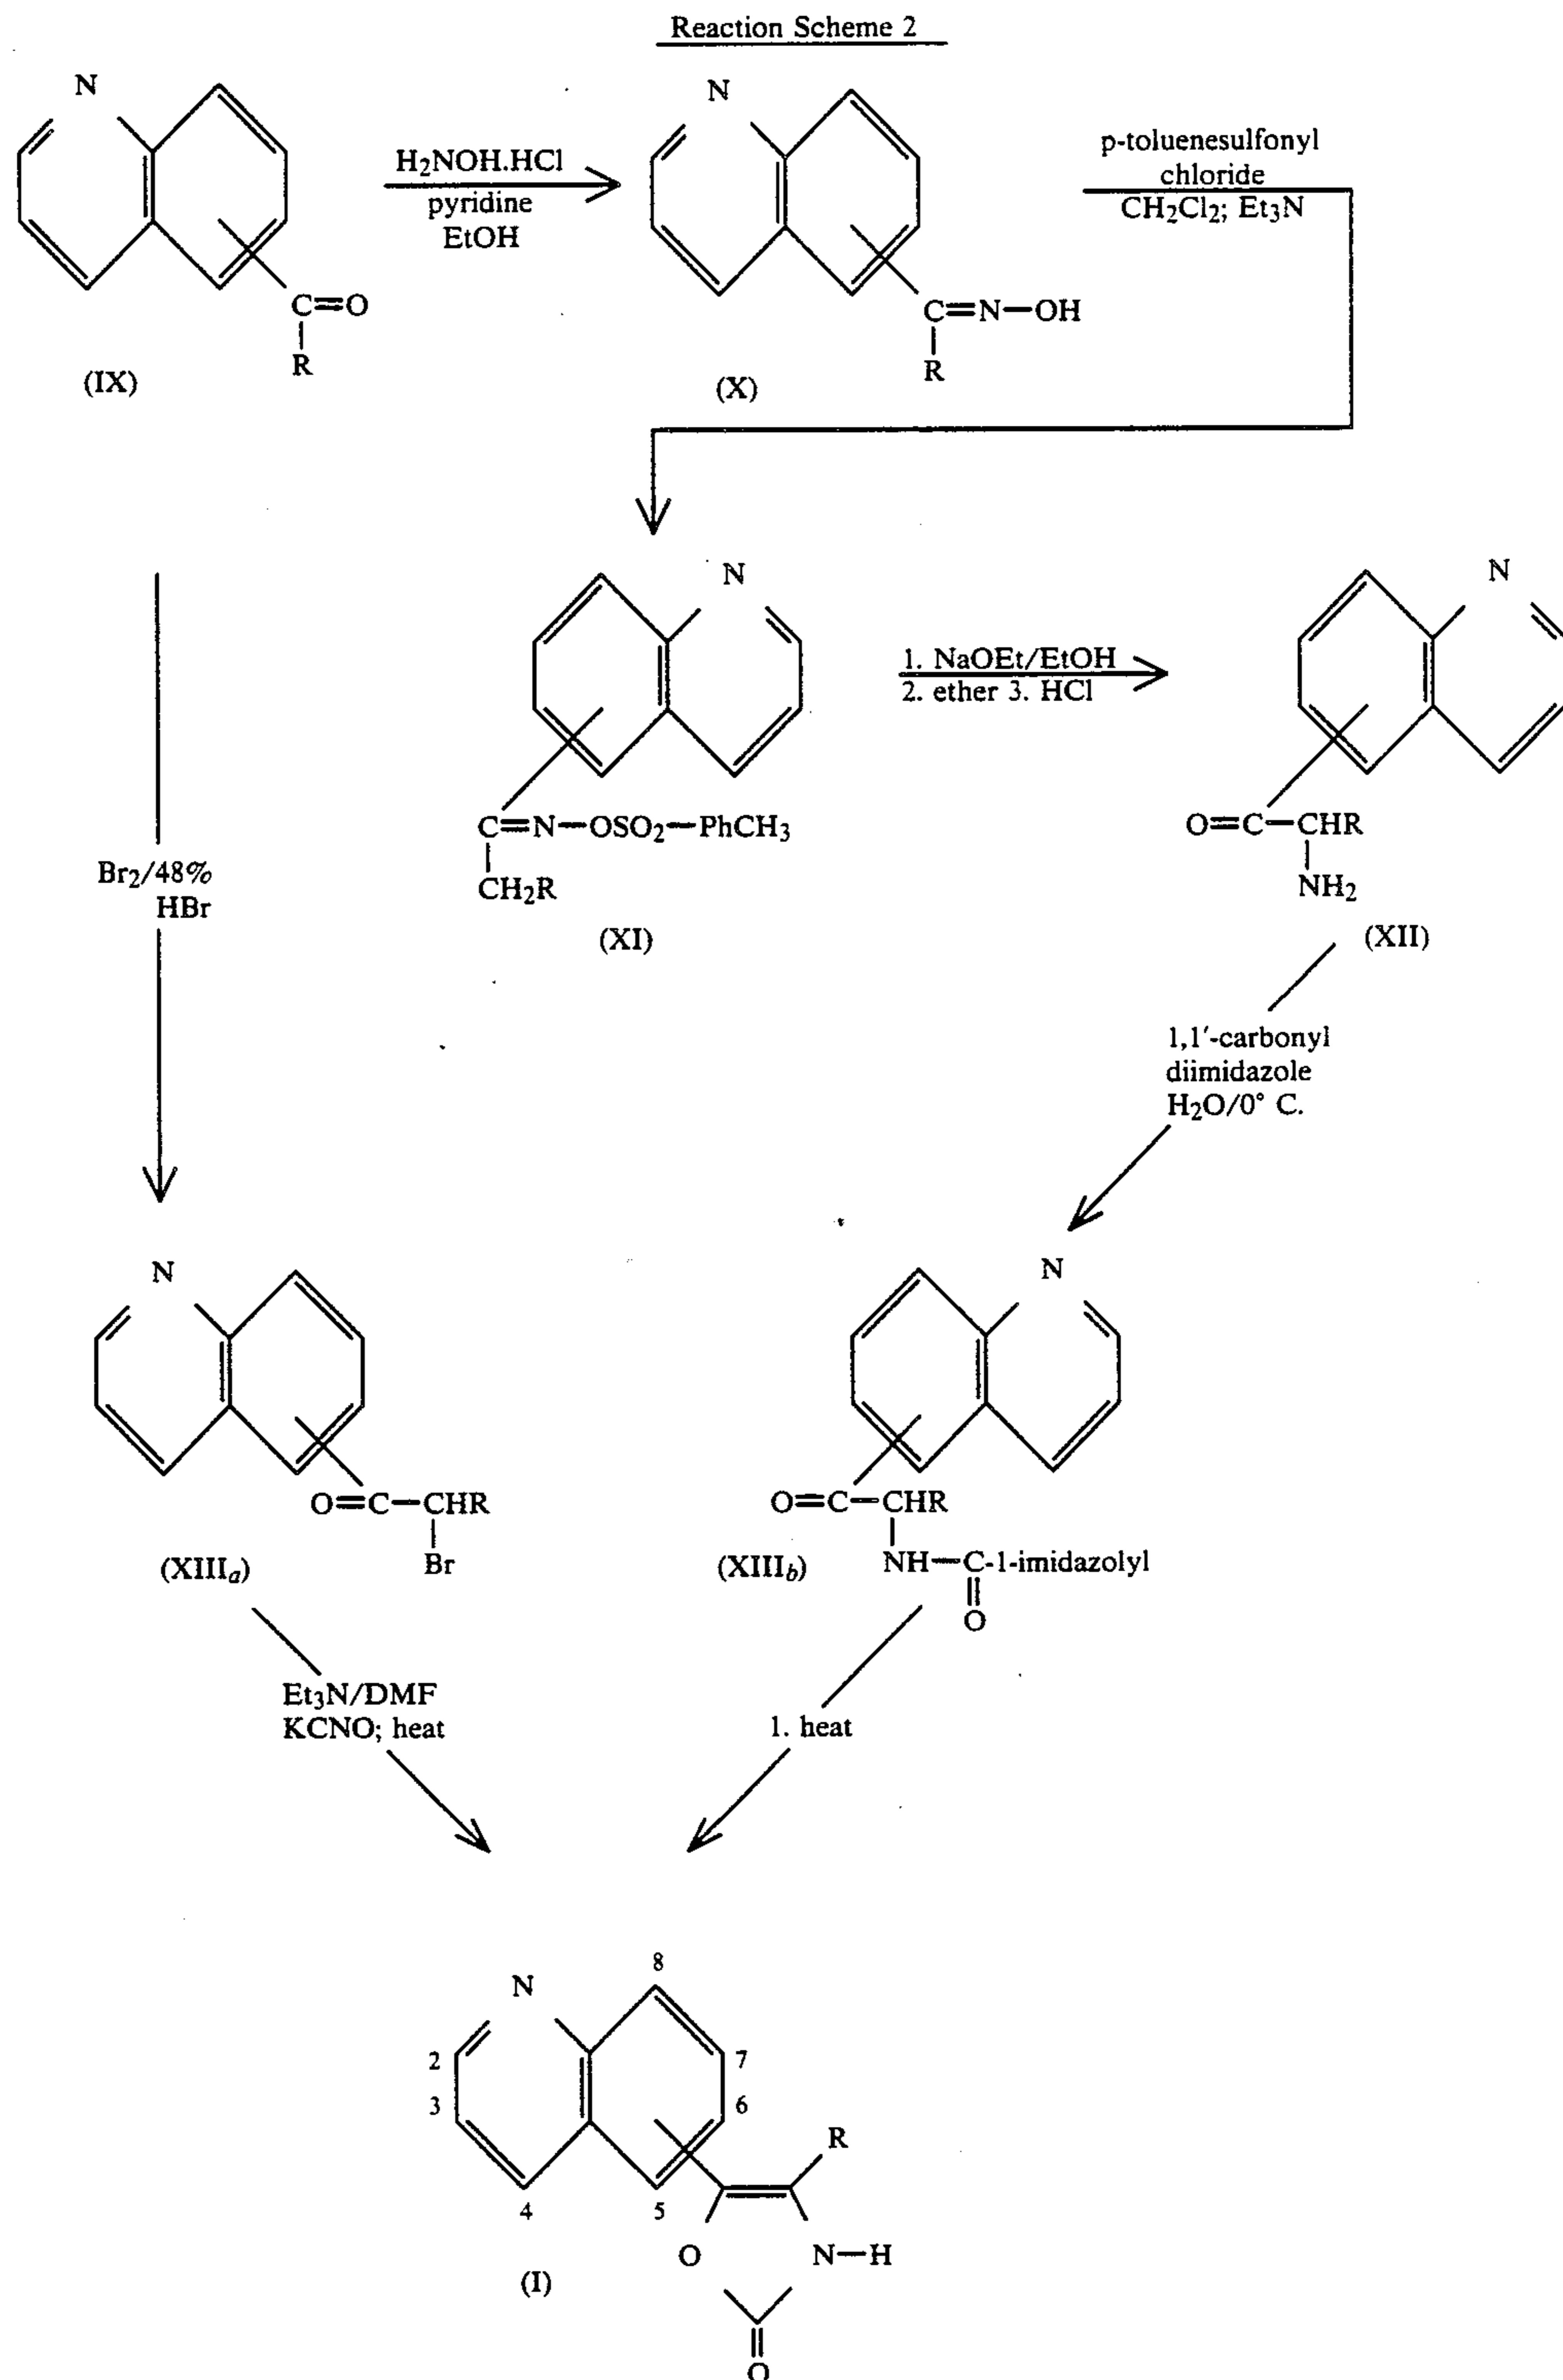 Reaction Scheme 2
N
H2NOH.HCl
pyridine
EtOH
C=O
R
(IX)
N
C=N—OH
R
(X)
p-toluenesulfonyl
chloride
CH2Cl2; Et3N
N
C=N—OSO2—PhCH3
CH2R
(XI)
1. NaOEt/EtOH
2. ether 3. HCl
N
O=C—CHR
NH2
(XII)
Br2/48%
HBr
1,1′-carbonyl
diimidazole
H2O/0° C.
N
O=C—CHR
Br
(XIIIa)
N
O=C—CHR
NH—C-1-imidazolyl
O
(XIIIb)
Et3N/DMF
KCNO; heat
1. heat
8
N
2
7
3
6
R
4
5
O
N—H
(I)
O